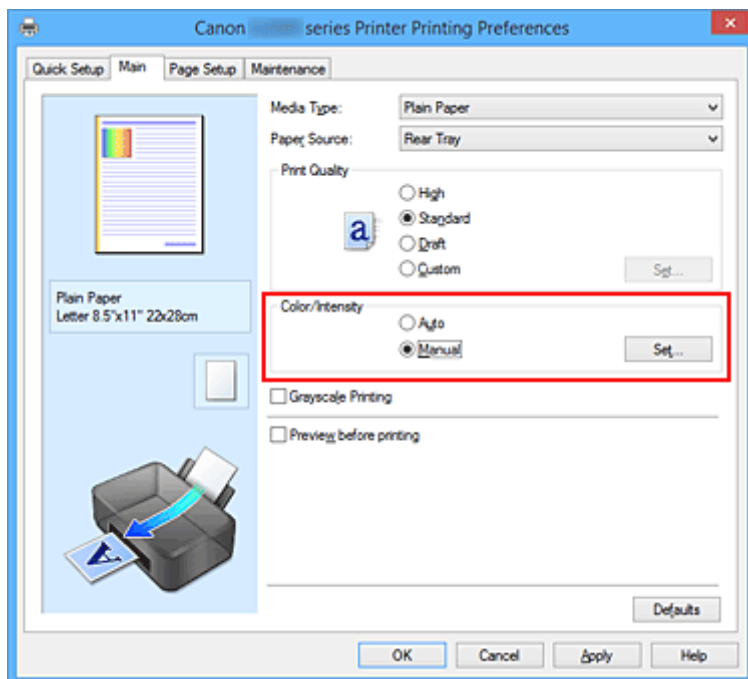 Canon series Printer Printing Preferences
Quick Setup Main Page Setup Maintenance
Media Type: Plain Paper
Paper Source: Rear Tray
Print Quality
High
a Standard
Draft
Custom Set...
Plain Paper
Letter 8.5"x11" 22x28cm
Color/Intensity
Auto
Manual Set...
Grayscale Printing
Preview before printing
A
Defaults
OK Cancel Apply Help